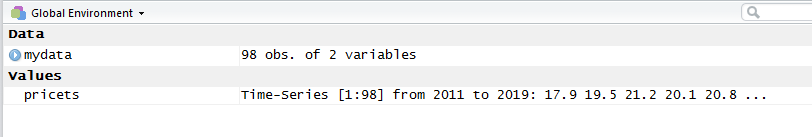 Global Environment
Data
mydata 98 obs. of 2 variables
Values
pricets Time-Series [1:98] from 2011 to 2019: 17.9 19.5 21.2 20.1 20.8 ...